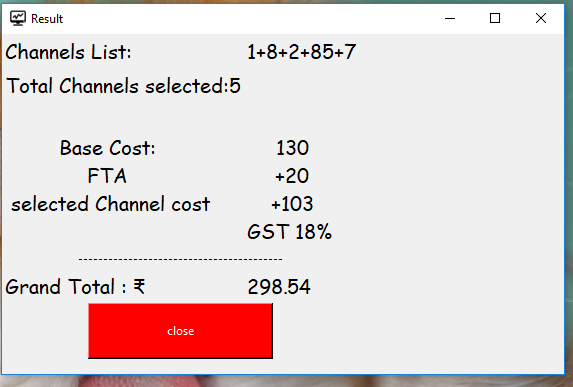 Result
Channels List: 1+8+2+85+7
Total Channels selected:5
Base Cost: 130
FTA +20
selected Channel cost +103
GST 18%
----------------------------------------
Grand Total : ₹ 298.54
close